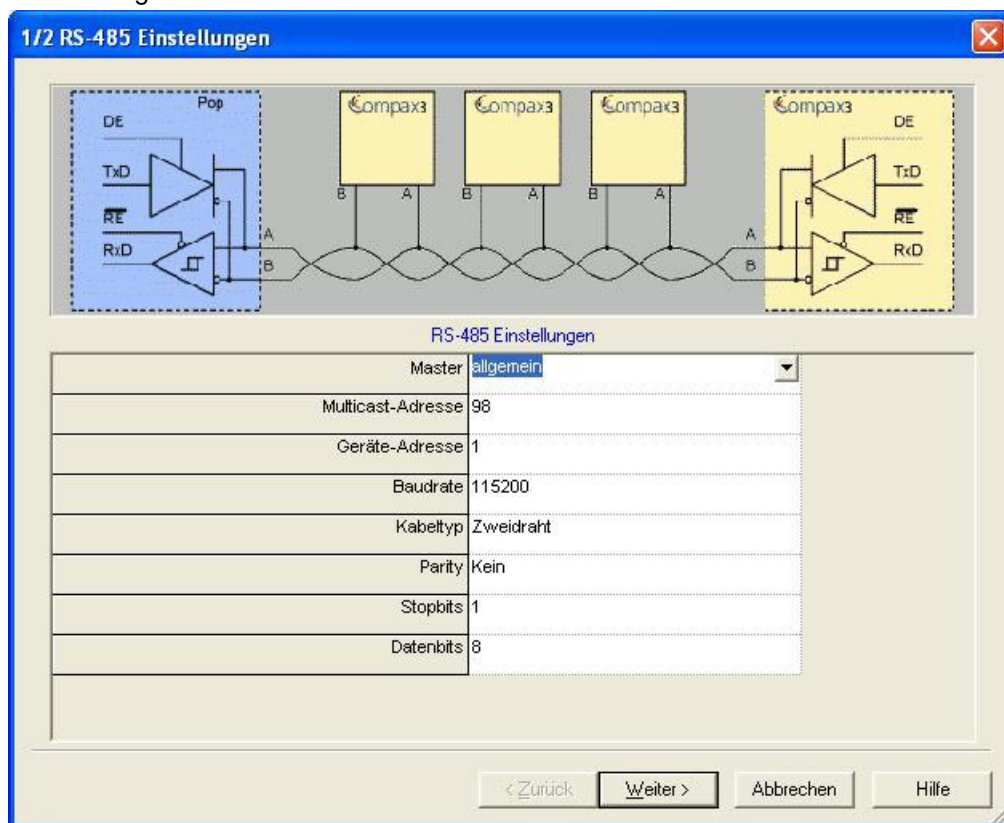 1/2 RS-485 Einstellungen
Pop
DE
TxD
RE
RxD
A
B
Compax3
B A
Compax3
B A
Compax3
B A
Compax3
DE
TxD
RE
RxD
A
B
RS-485 Einstellungen
Master allgemein
Multicast-Adresse 98
Geräte-Adresse 1
Baudrate 115200
Kabeltyp Zweidraht
Parity Kein
Stopbits 1
Datenbits 8
< Zurück Weiter > Abbrechen Hilfe